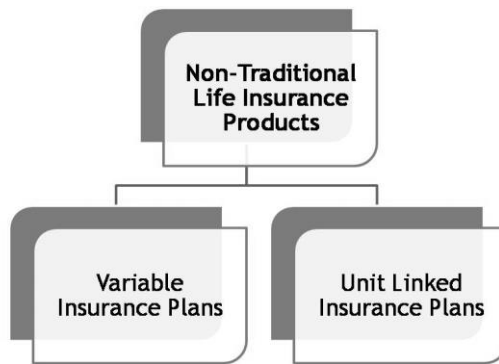 Non-Traditional
Life Insurance
Products
Variable
Insurance Plans
Unit Linked
Insurance Plans